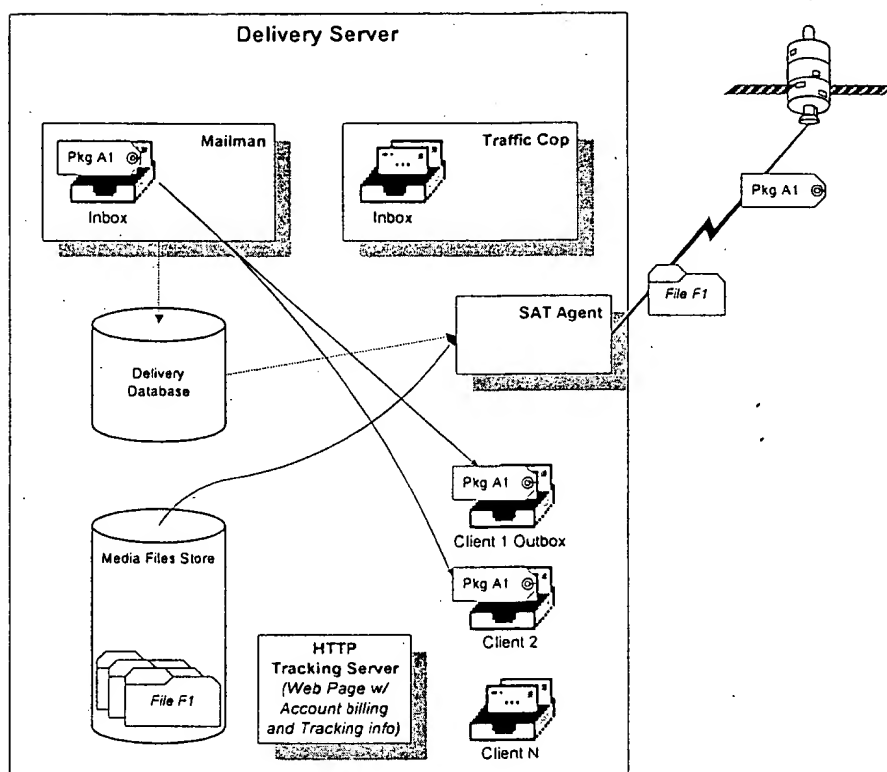 Delivery Server
Mailman
Pkg A1
Inbox
Traffic Cop
Inbox
Pkg A1
File F1
SAT Agent
Delivery
Database
Pkg A1
Client 1 Outbox
Media Files Store
Pkg A1
Client 2
File F1
HTTP
Tracking Server
(Web Page w/
Account billing
and Tracking info)
Client N